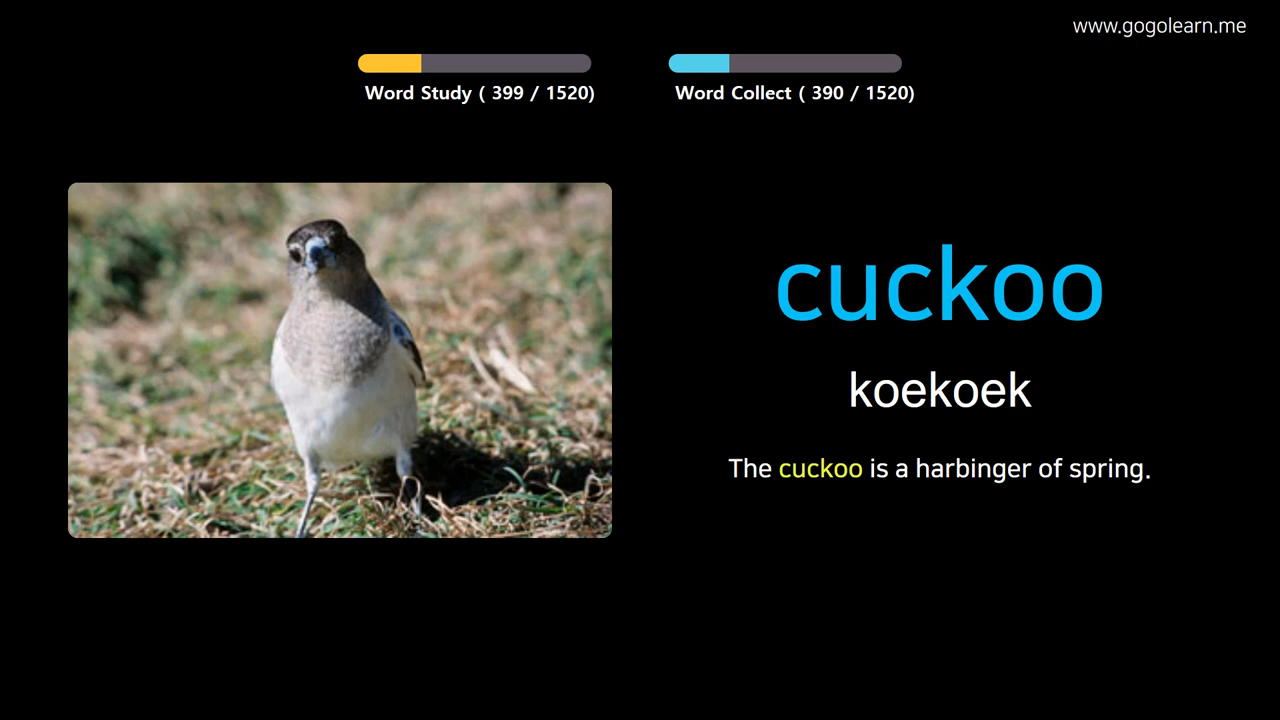 www.gogolearn.me
Word Study ( 399 / 1520)
Word Collect ( 390 / 1520)
cuckoo
koekoek
The cuckoo is a harbinger of spring.